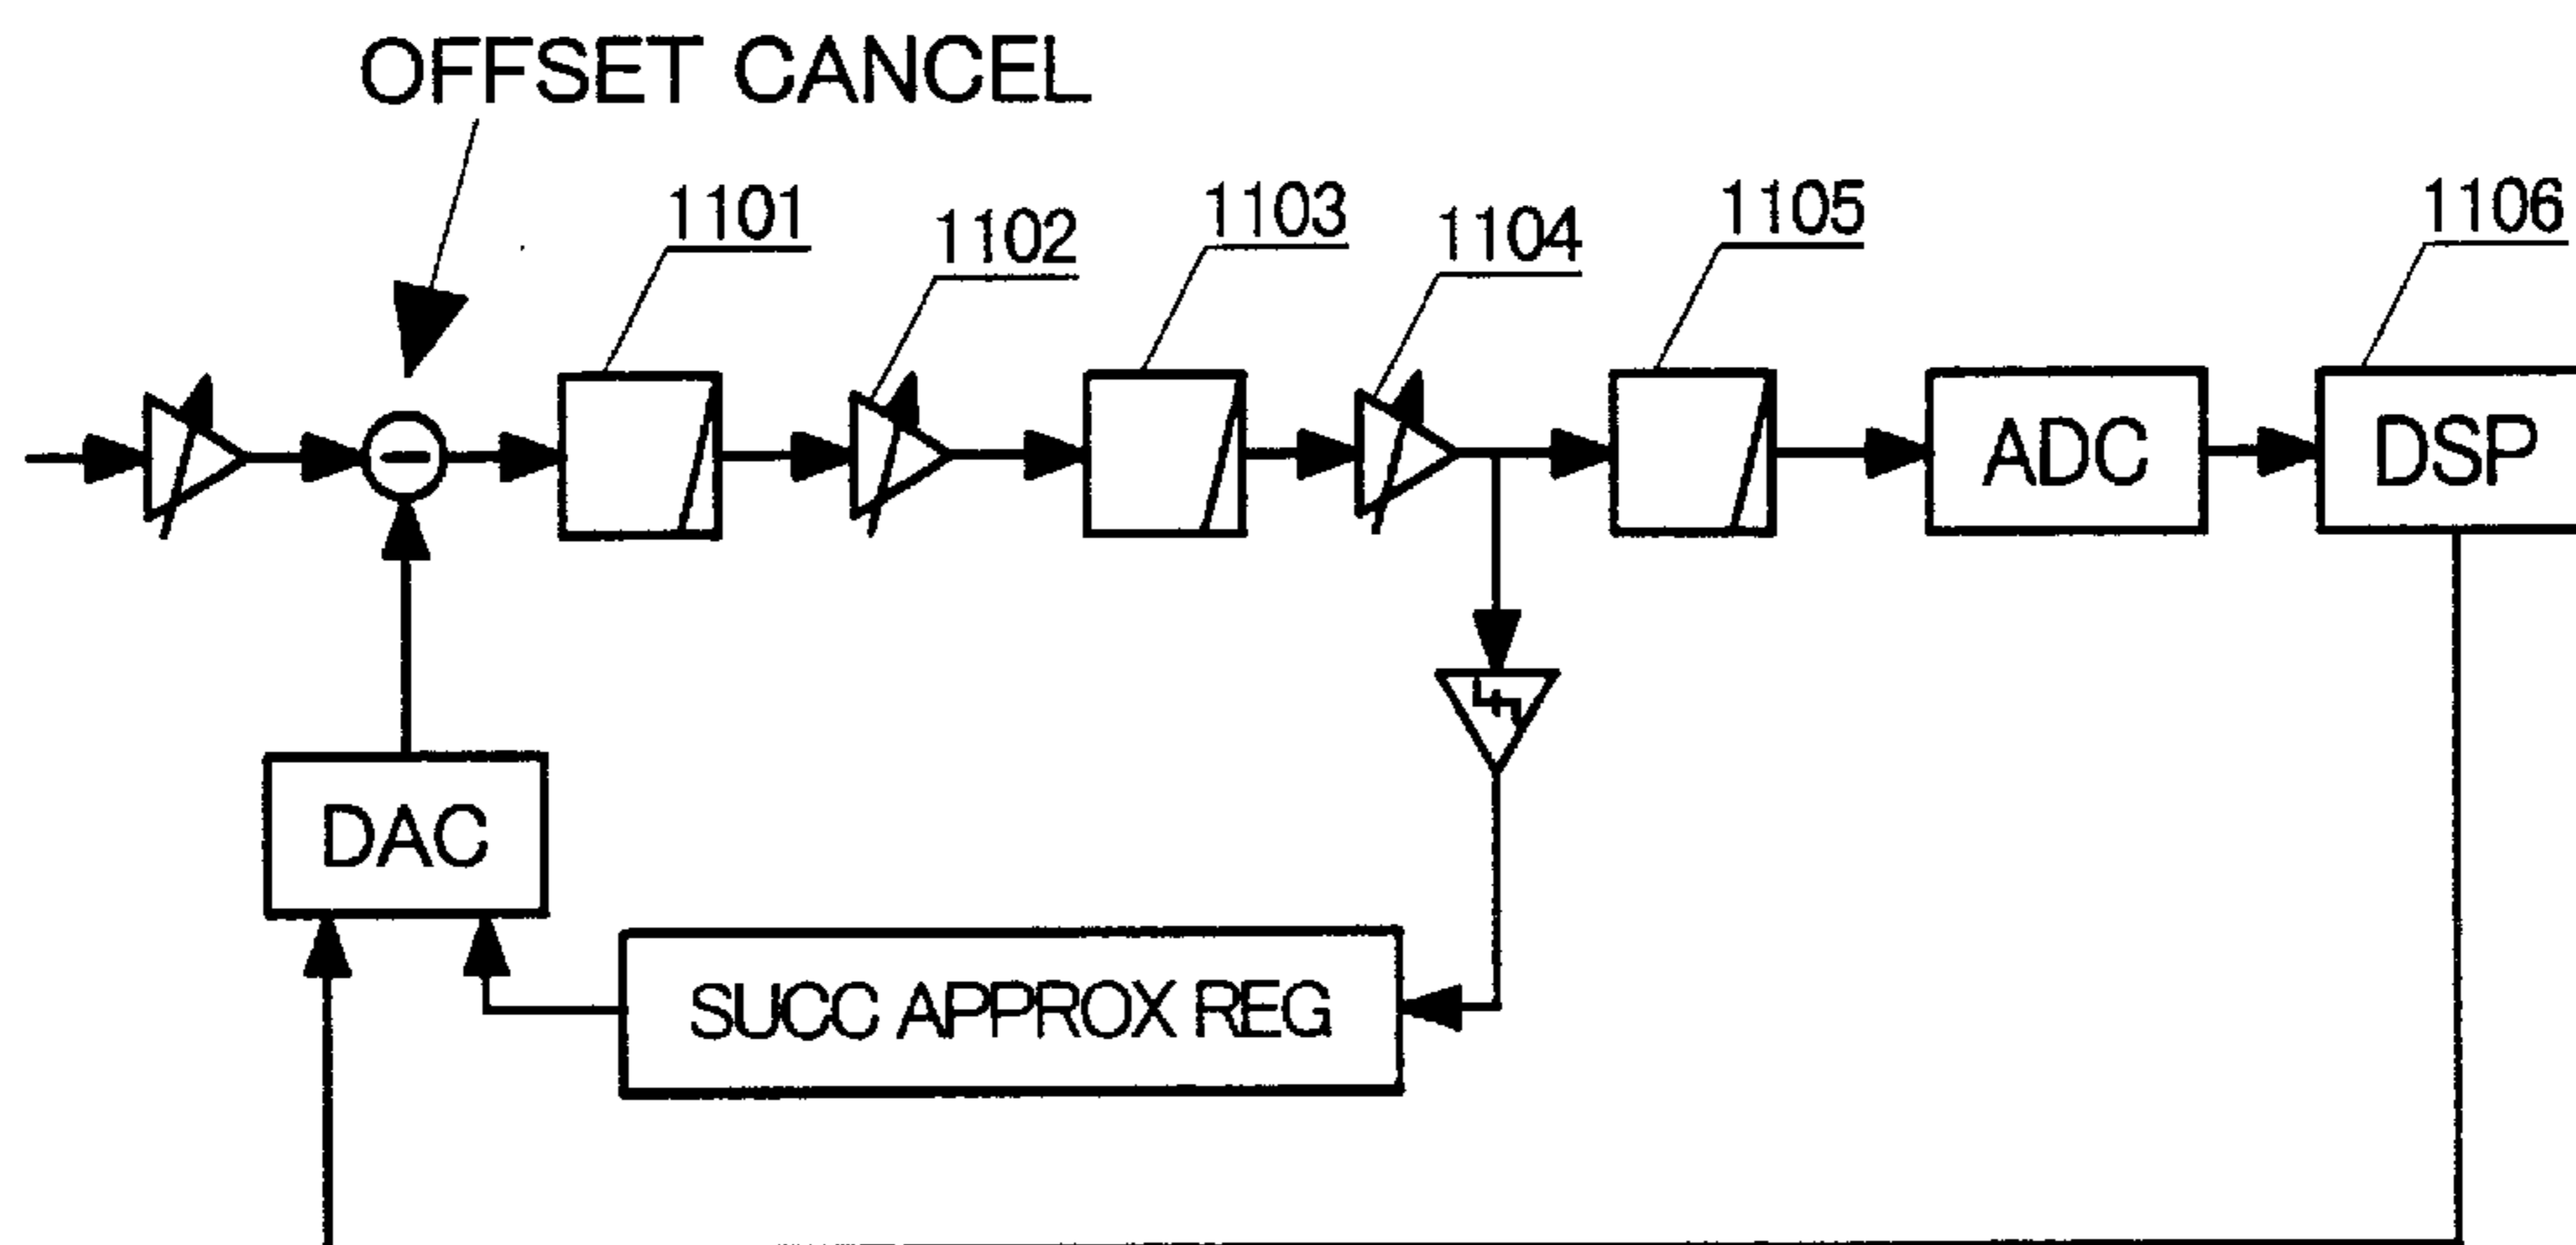 OFFSET CANCEL
1101
1102
1103
1104
1105
1106
ADC
DSP
DAC
SUCC APPROX REG